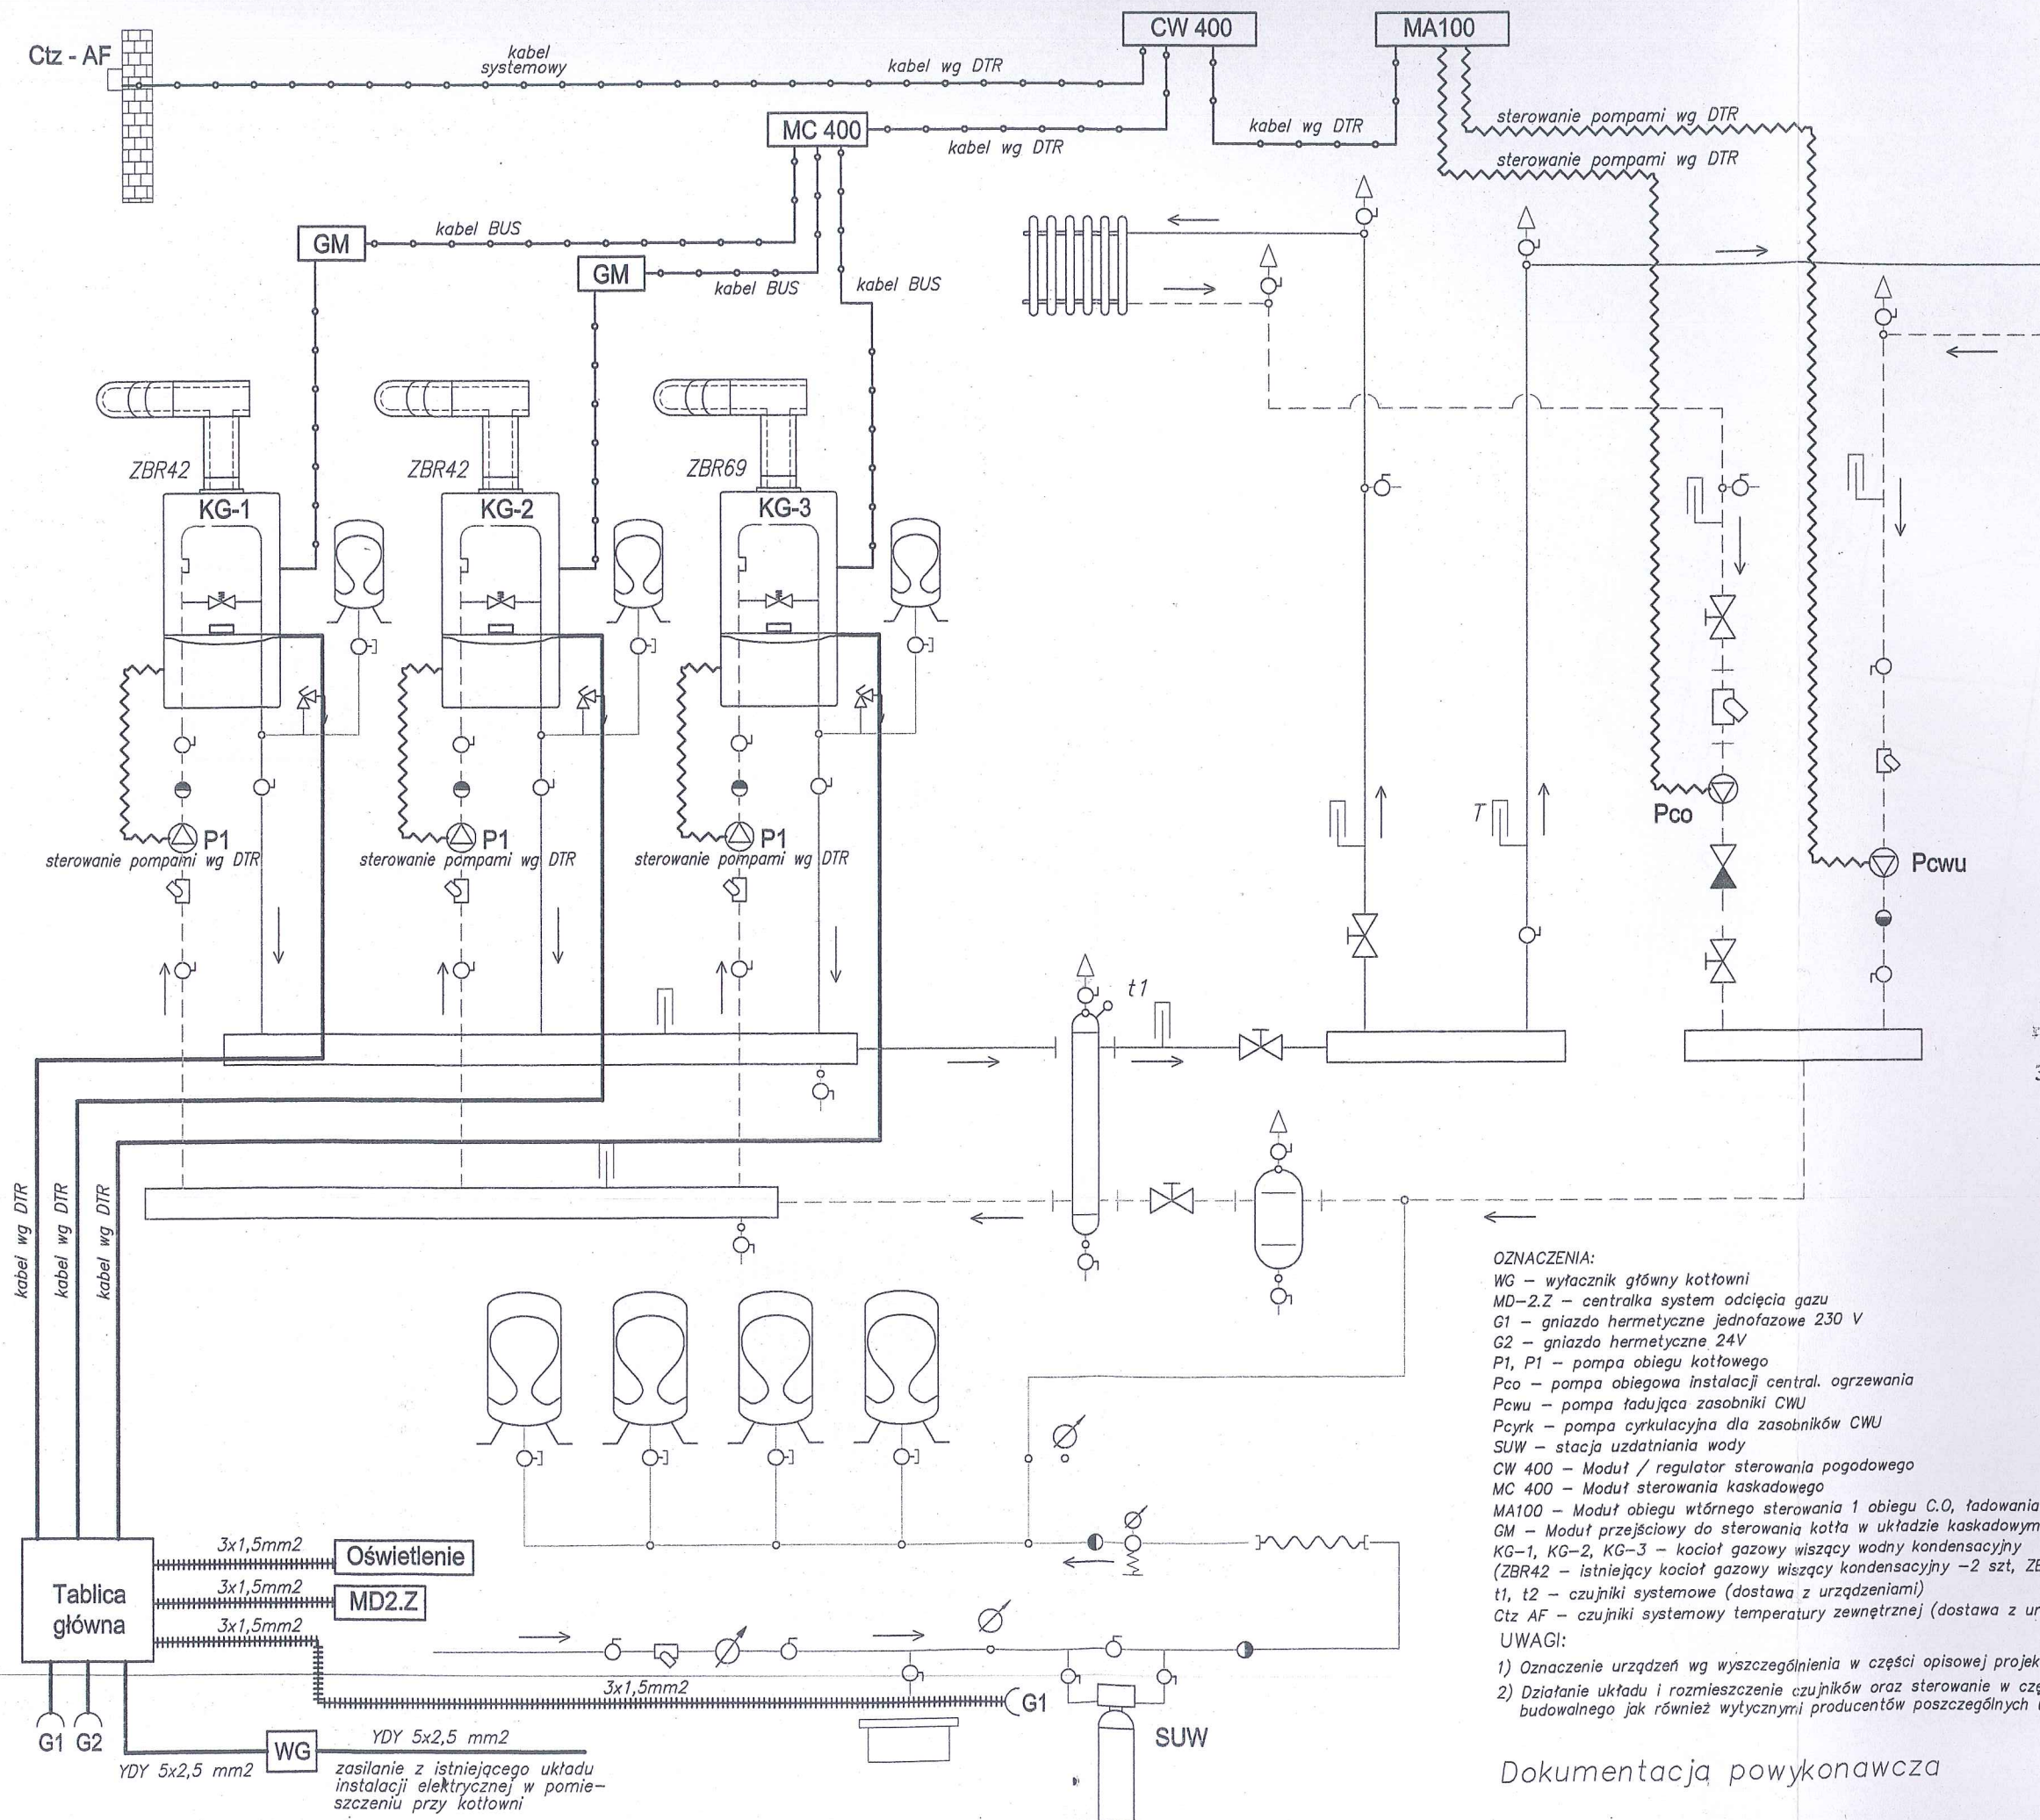 Ctz - AF
kabel
systemowy
kabel wg DTR
CW 400
MA100
MC 400
kabel wg DTR
kabel wg DTR
sterowanie pompami wg DTR
sterowanie pompami wg DTR
GM
kabel BUS
GM
kabel BUS
kabel BUS
ZBR42
ZBR42
ZBR69
KG-1
KG-2
KG-3
P1
P1
P1
sterowanie pompami wg DTR
sterowanie pompami wg DTR
sterowanie pompami wg DTR
T
Pco
Pcwu
t1
kabel wg DTR
kabel wg DTR
kabel wg DTR
OZNACZENIA:
WG – wyłacznik główny kotłowni
MD-2.Z – centralka system odcięcia gazu
G1 – gniazdo hermetyczne jednofazowe 230 V
G2 – gniazdo hermetyczne 24V
P1, P1 – pompa obiegu kotłowego
Pco – pompa obiegowa instalacji central. ogrzewania
Pcwu – pompa ładująca zasobniki CWU
Pcyrk – pompa cyrkulacyjna dla zasobników CWU
SUW – stacja uzdatniania wody
CW 400 – Moduł / regulator sterowania pogodowego
MC 400 – Moduł sterowania kaskadowego
MA100 – Moduł obiegu wtórnego sterowania 1 obiegu C.O, ładowania
GM – Moduł przejściowy do sterowania kotła w układzie kaskadowym
KG-1, KG-2, KG-3 – kocioł gazowy wiszący wodny kondensacyjny
(ZBR42 – istniejący kocioł gazowy wiszący kondensacyjny -2 szt,
t1, t2 – czujniki systemowe (dostawa z urządzeniami)
Ctz AF – czujniki systemowy temperatury zewnętrznej (dostawa z
UWAGI:
1) Oznaczenie urządzeń wg wyszczególnienia w części opisowej
2) Działanie układu i rozmieszczenie czujników oraz sterowanie w
budowalnego jak również wytycznymi producentów poszczególnych
Tablica
główna
3x1,5mm2
Oświetlenie
3x1,5mm2
MD2.Z
3x1,5mm2
3x1,5mm2
G1
SUW
G1 G2
YDY 5x2,5 mm2
WG
YDY 5x2,5 mm2
zasilanie z istniejącego układu
instalacji elektrycznej w pomie-
szczeniu przy kotłowni
Dokumentacja powykonawcza